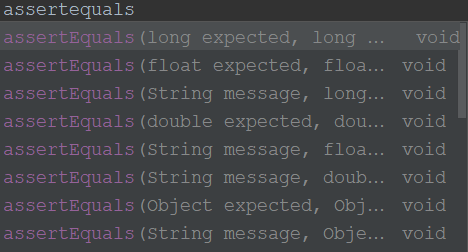 assertequals
assertEquals(long expected, long ... void
assertEquals(float expected, floa... void
assertEquals(String message, long... void
assertEquals(double expected, dou... void
assertEquals(String message, floa... void
assertEquals(String message, doub... void
assertEquals(Object expected, Obj... void
assertEquals(String message, Obje... void